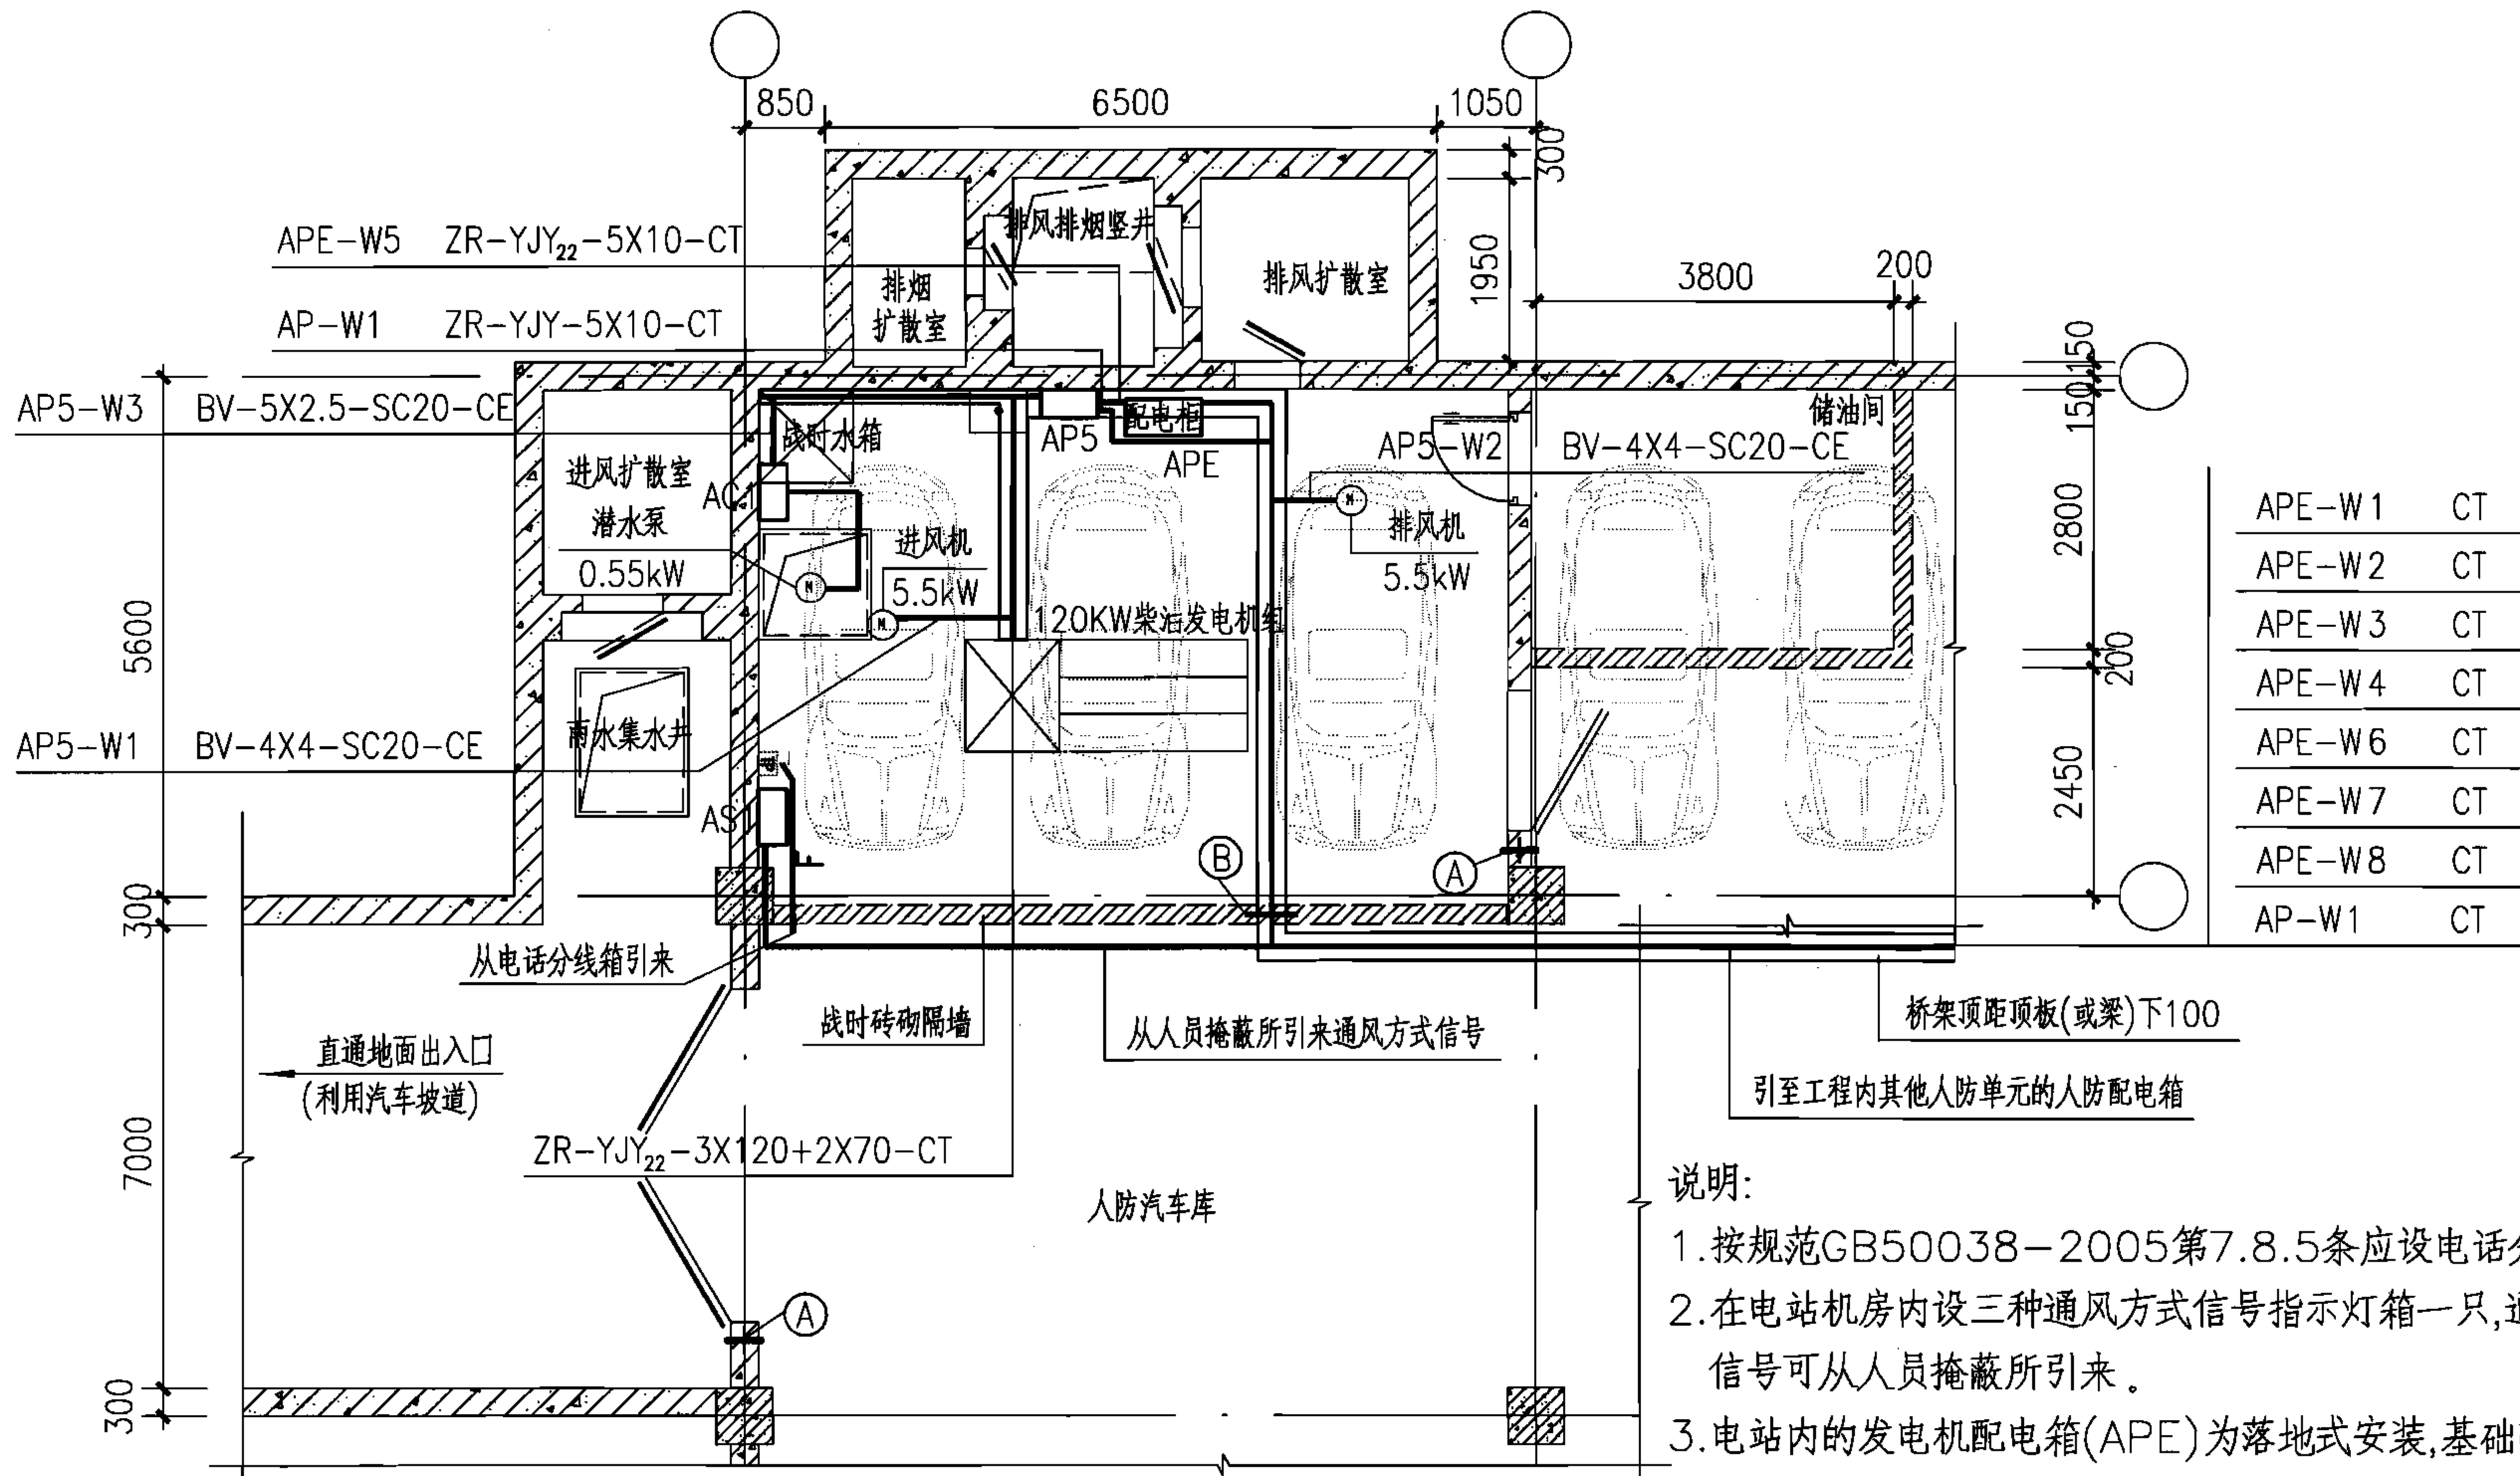 850
6500
1050
300
APE-W5 ZR-YJY22-5X10-CT
排风排烟竖井
1950
排烟
扩散室
排风扩散室
3800
200
AP-W1 ZR-YJY-5X10-CT
150
150
AP5-W3 BV-5X2.5-SC20-CE
战时水箱
AP5
配电柜
APE
AP5-W2 BV-4X4-SC20-CE
储油间
进风扩散室
潜水泵
0.55kW
进风机
5.5kW
排风机
5.5kW
M
M
M
120KW柴油发电机组
2800
200
2450
5600
APE-W1 CT
APE-W2 CT
APE-W3 CT
APE-W4 CT
APE-W6 CT
APE-W7 CT
APE-W8 CT
AP-W1 CT
雨水集水井
AP5-W1 BV-4X4-SC20-CE
B
A
300
从电话分线箱引来
战时砖砌隔墙
从人员掩蔽所引来通风方式信号
桥架顶距顶板(或梁)下100
直通地面出入口
(利用汽车坡道)
引至工程内其他人防单元的人防配电箱
7000
ZR-YJY22-3X120+2X70-CT
人防汽车库
A
300
说明:
1.按规范GB50038-2005第7.8.5条应设电话
2.在电站机房内设三种通风方式信号指示灯箱一只,
信号可从人员掩蔽所引来。
3.电站内的发电机配电箱(APE)为落地式安装,基础